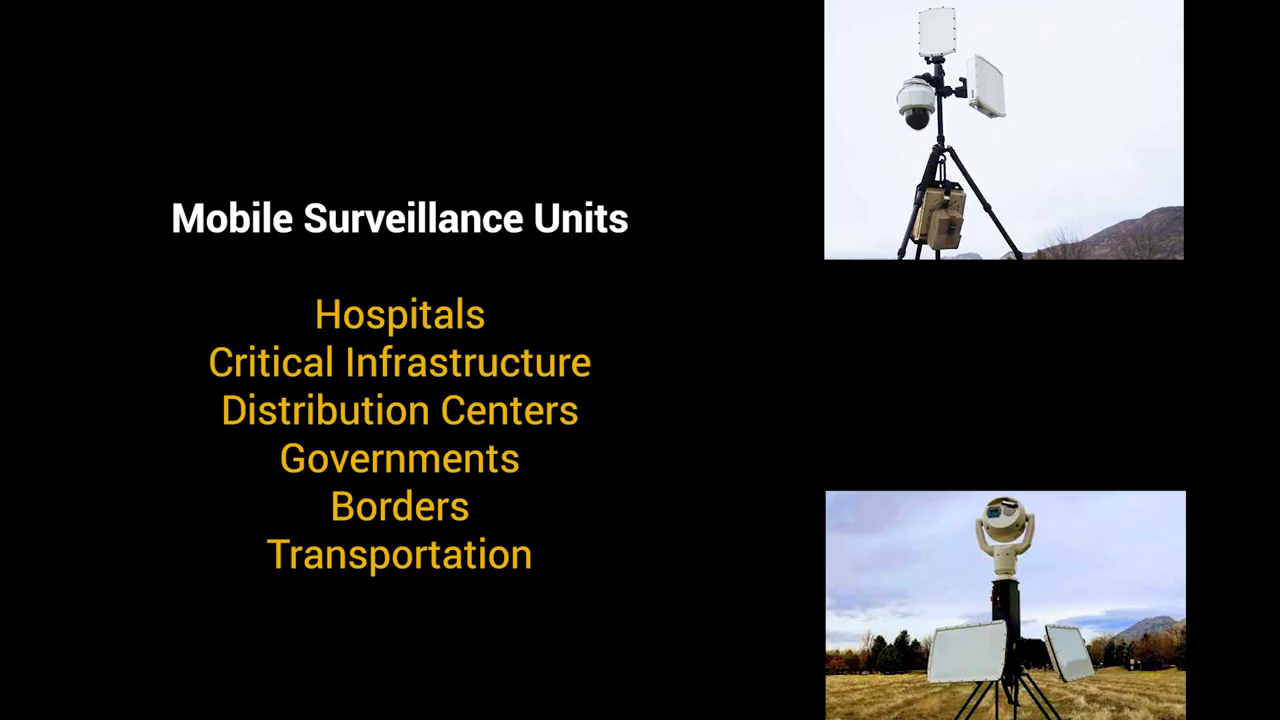 Mobile Surveillance Units
Hospitals
Critical Infrastructure
Distribution Centers
Governments
Borders
Transportation